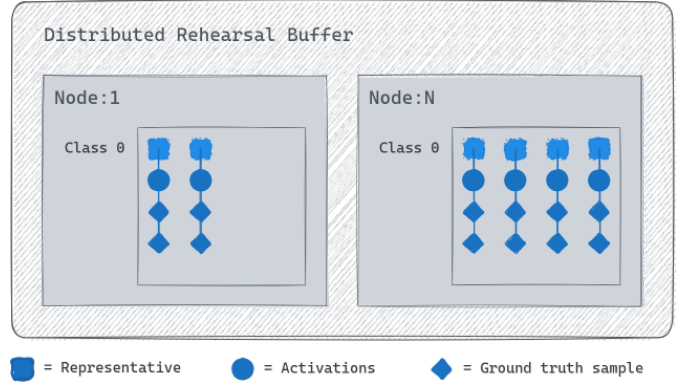 Distributed Rehearsal Buffer
Node:1
Node:N
Class 0
Class 0
= Representative
= Activations
= Ground truth sample